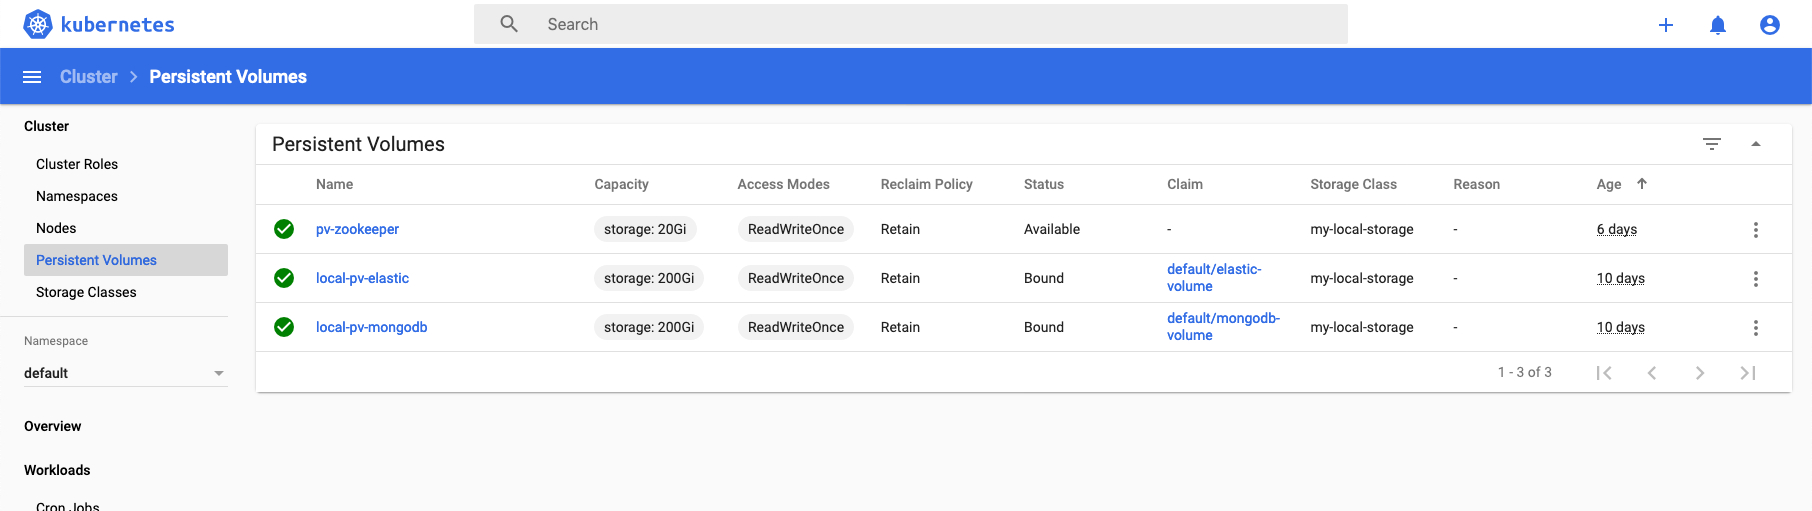 kubernetes
Search
Cluster > Persistent Volumes
Cluster
Cluster Roles
Namespaces
Nodes
Persistent Volumes
Storage Classes
Namespace
default
Overview
Workloads
Cron Jobs
Persistent Volumes
Name Capacity Access Modes Reclaim Policy Status Claim Storage Class Reason Age
pv-zookeeper storage: 20Gi ReadWriteOnce Retain Available - my-local-storage - 6 days
local-pv-elastic storage: 200Gi ReadWriteOnce Retain Bound default/elastic-
volume my-local-storage - 10 days
local-pv-mongodb storage: 200Gi ReadWriteOnce Retain Bound default/mongodb-
volume my-local-storage - 10 days
1 - 3 of 3